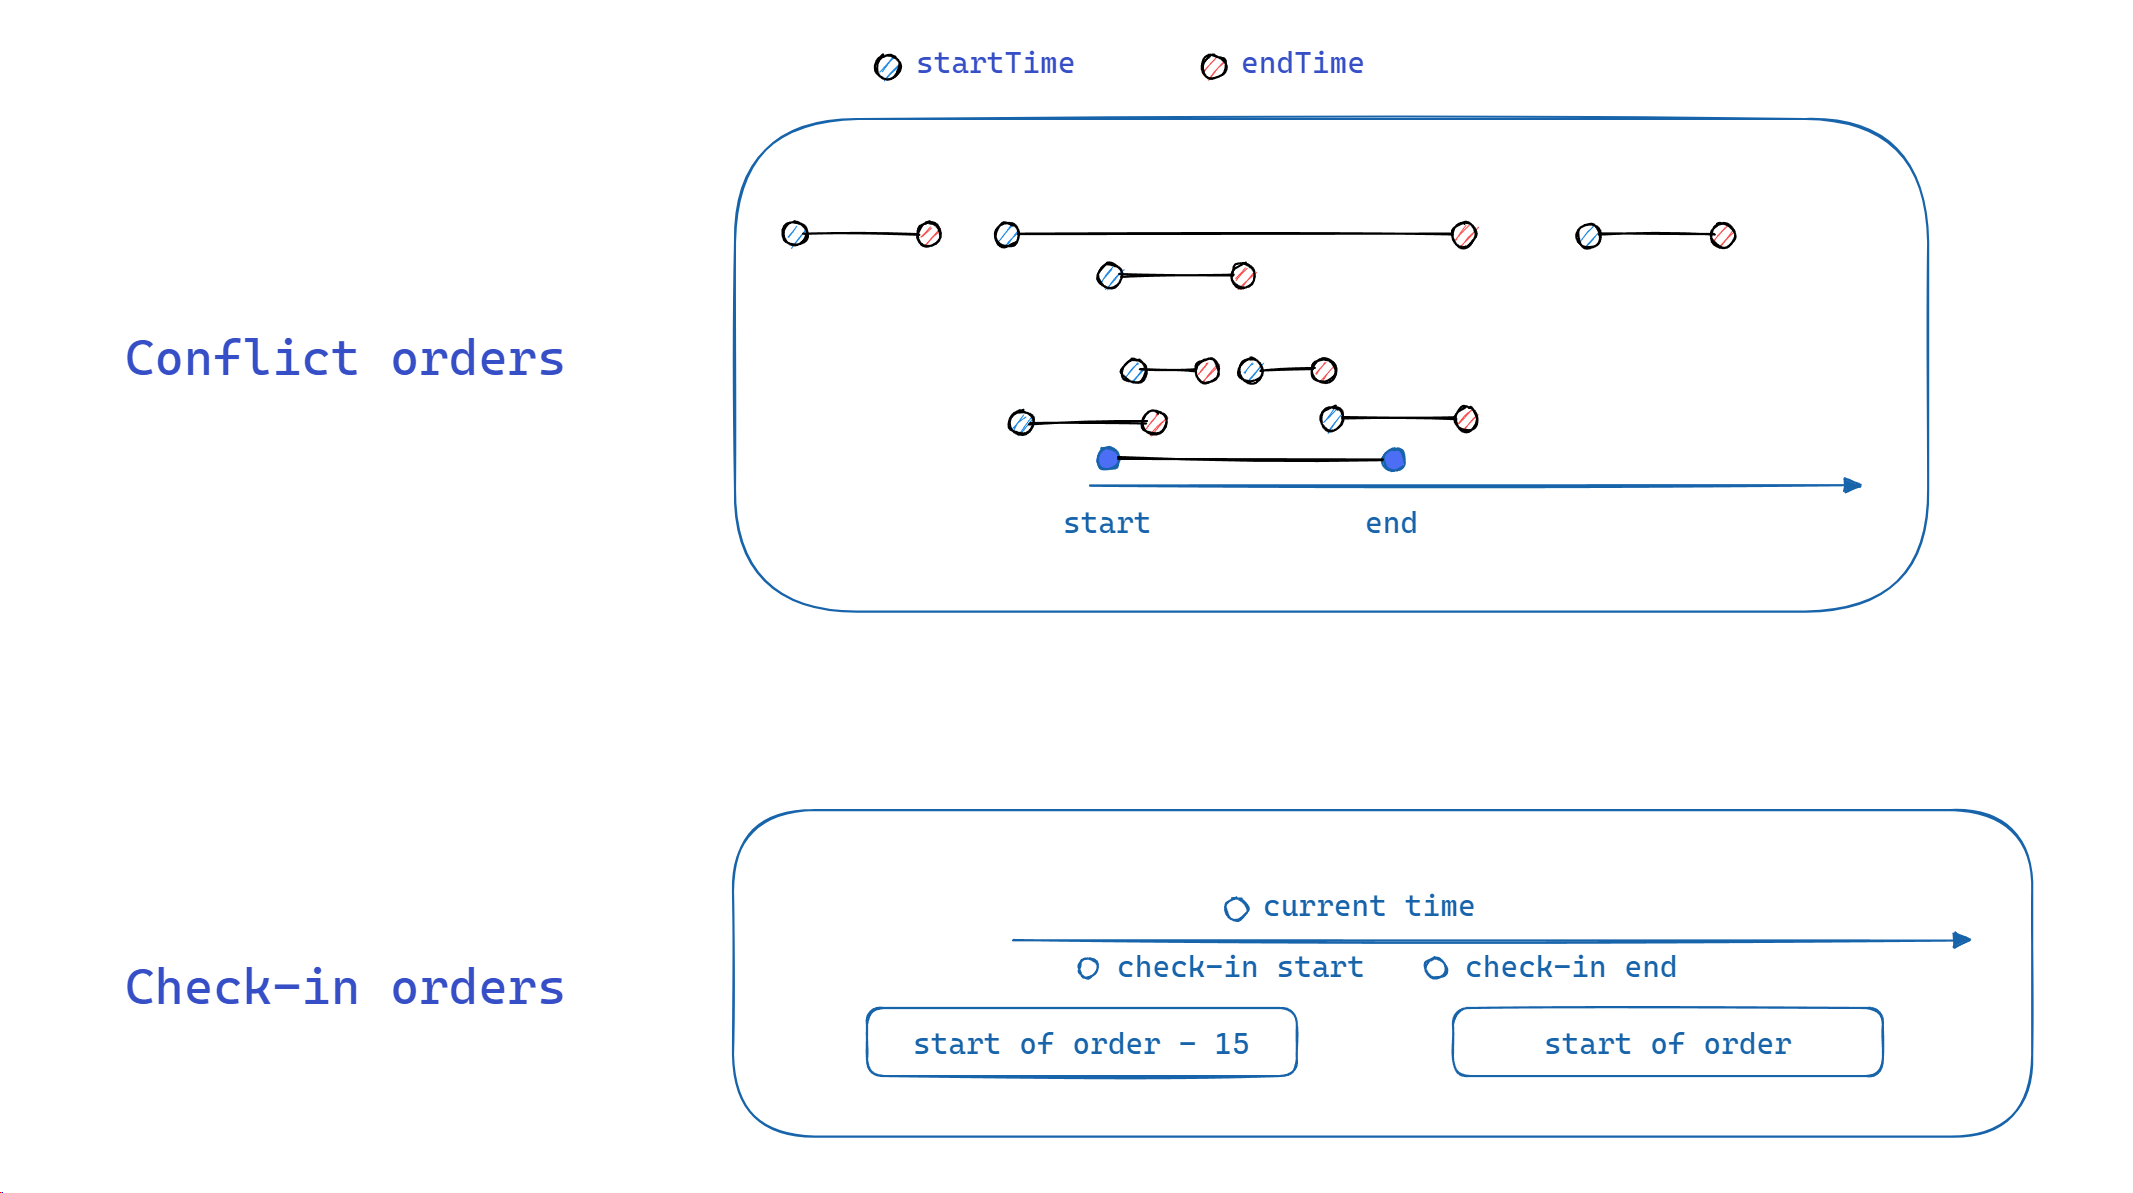 startTime
endTime
Conflict orders
start
end
current time
check-in start
check-in end
Check-in orders
start of order - 15
start of order